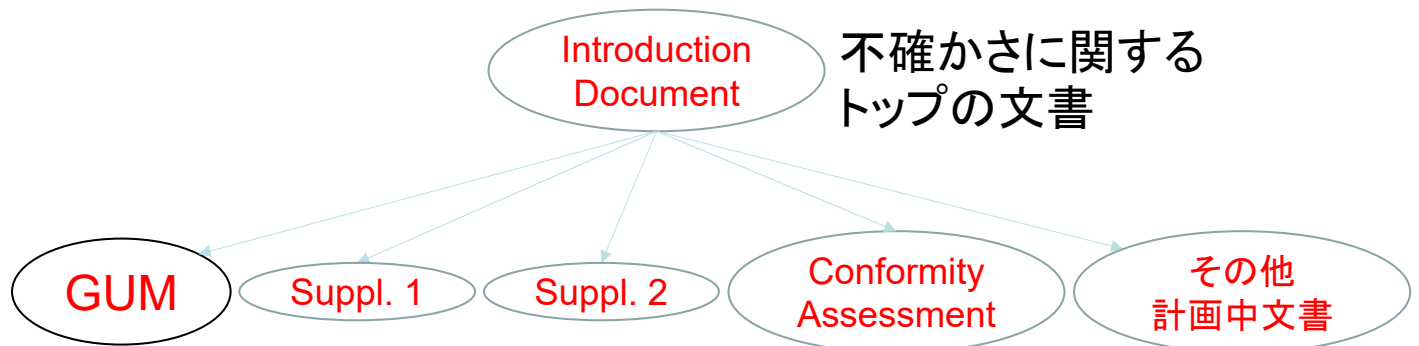 Introduction
Document
不確かさに関する
トップの文書
GUM
Suppl. 1
Suppl. 2
Conformity
Assessment
その他
計画中文書